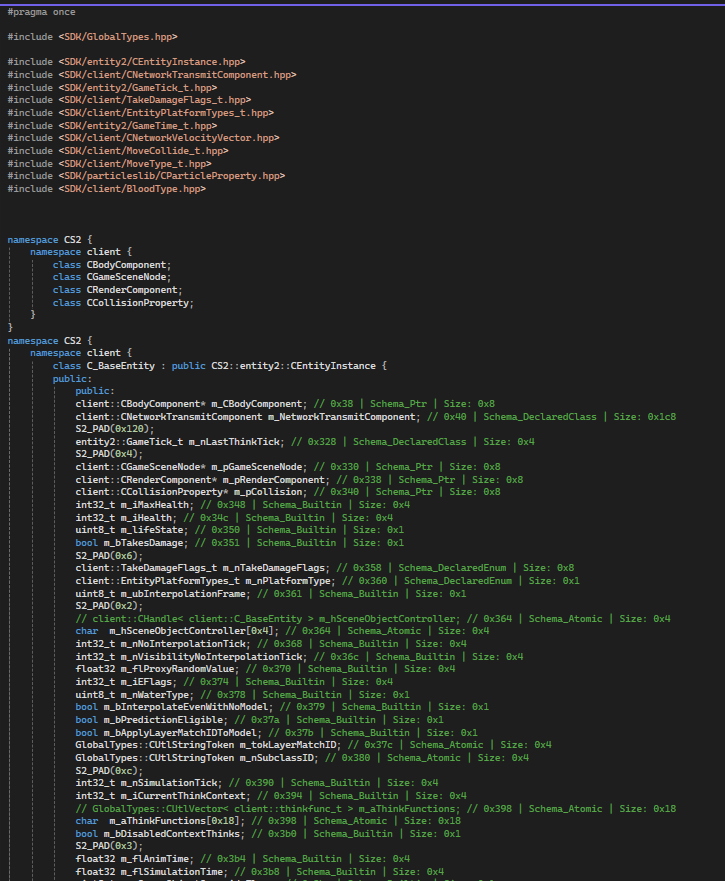 #pragma once
#include <SDK/GlobalTypes.hpp>
#include <SDK/entity2/CEntityInstance.hpp>
#include <SDK/client/CNetworkTransmitComponent.hpp>
#include <SDK/entity2/GameTick_t.hpp>
#include <SDK/client/TakeDamageFlags_t.hpp>
#include <SDK/client/EntityPlatformTypes_t.hpp>
#include <SDK/entity2/GameTime_t.hpp>
#include <SDK/client/CNetworkVelocityVector.hpp>
#include <SDK/client/MoveCollide_t.hpp>
#include <SDK/client/MoveType_t.hpp>
#include <SDK/particleslib/CParticleProperty.hpp>
#include <SDK/client/BloodType.hpp>
namespace CS2 {
namespace client {
class CBodyComponent;
class CGameSceneNode;
class CRenderComponent;
class CCollisionProperty;
}
}
namespace CS2 {
namespace client {
class C_BaseEntity : public CS2::entity2::CEntityInstance {
public:
public:
client::CBodyComponent* m_CBodyComponent; // 0x38 | Schema_Ptr | Size: 0x8
client::CNetworkTransmitComponent m_NetworkTransmitComponent; // 0x40 | Schema_DeclaredClass | Size: 0x1c8
S2_PAD(0x120);
entity2::GameTick_t m_nLastThinkTick; // 0x328 | Schema_DeclaredClass | Size: 0x4
S2_PAD(0x4);
client::CGameSceneNode* m_pGameSceneNode; // 0x330 | Schema_Ptr | Size: 0x8
client::CRenderComponent* m_pRenderComponent; // 0x338 | Schema_Ptr | Size: 0x8
client::CCollisionProperty* m_pCollision; // 0x340 | Schema_Ptr | Size: 0x8
int32_t m_iMaxHealth; // 0x348 | Schema_Builtin | Size: 0x4
int32_t m_iHealth; // 0x34c | Schema_Builtin | Size: 0x4
uint8_t m_lifeState; // 0x350 | Schema_Builtin | Size: 0x1
bool m_bTakesDamage; // 0x351 | Schema_Builtin | Size: 0x1
S2_PAD(0x6);
client::TakeDamageFlags_t m_nTakeDamageFlags; // 0x358 | Schema_DeclaredEnum | Size: 0x8
client::EntityPlatformTypes_t m_nPlatformType; // 0x360 | Schema_DeclaredEnum | Size: 0x1
uint8_t m_ubInterpolationFrame; // 0x361 | Schema_Builtin | Size: 0x1
S2_PAD(0x2);
// client::CHandle< client::C_BaseEntity > m_hSceneObjectController; // 0x364 | Schema_Atomic | Size: 0x4
char  m_hSceneObjectController[0x4]; // 0x364 | Schema_Atomic | Size: 0x4
int32_t m_nNoInterpolationTick; // 0x368 | Schema_Builtin | Size: 0x4
int32_t m_nVisibilityNoInterpolationTick; // 0x36c | Schema_Builtin | Size: 0x4
float32 m_flProxyRandomValue; // 0x370 | Schema_Builtin | Size: 0x4
int32_t m_iEFlags; // 0x374 | Schema_Builtin | Size: 0x4
uint8_t m_nWaterType; // 0x378 | Schema_Builtin | Size: 0x1
bool m_bInterpolateEvenWithNoModel; // 0x379 | Schema_Builtin | Size: 0x1
bool m_bPredictionEligible; // 0x37a | Schema_Builtin | Size: 0x1
bool m_bApplyLayerMatchIDToModel; // 0x37b | Schema_Builtin | Size: 0x1
GlobalTypes::CUtlStringToken m_tokLayerMatchID; // 0x37c | Schema_Atomic | Size: 0x4
GlobalTypes::CUtlStringToken m_nSubclassID; // 0x380 | Schema_Atomic | Size: 0x4
S2_PAD(0xc);
int32_t m_nSimulationTick; // 0x390 | Schema_Builtin | Size: 0x4
int32_t m_iCurrentThinkContext; // 0x394 | Schema_Builtin | Size: 0x4
// GlobalTypes::CUtlVector< client::thinkfunc_t > m_aThinkFunctions; // 0x398 | Schema_Atomic | Size: 0x18
char  m_aThinkFunctions[0x18]; // 0x398 | Schema_Atomic | Size: 0x18
bool m_bDisabledContextThinks; // 0x3b0 | Schema_Builtin | Size: 0x1
S2_PAD(0x3);
float32 m_flAnimTime; // 0x3b4 | Schema_Builtin | Size: 0x4
float32 m_flSimulationTime; // 0x3b8 | Schema_Builtin | Size: 0x4